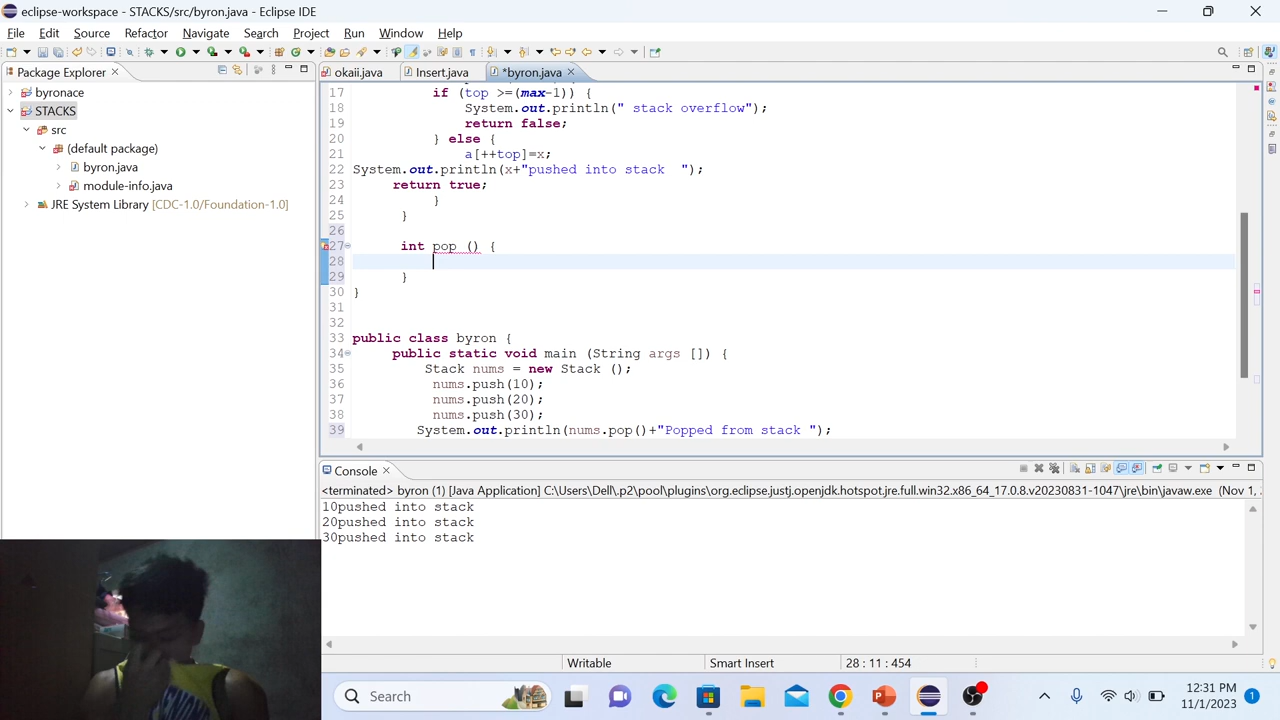 eclipse-workspace - STACKS/src/byron.java - Eclipse IDE
File Edit Source Refactor Navigate Search Project Run Window Help
Package Explorer
okaii.java Insert.java *byron.java
byronace
STACKS
src
(default package)
byron.java
module-info.java
JRE System Library [CDC-1.0/Foundation-1.0]
17 if (top >=(max-1)) {
18 System.out.println(" stack overflow");
19 return false;
20 } else {
21 a[++top]=x;
22 System.out.println(x+"pushed into stack  ");
23 return true;
24 }
25 }
26
27 int pop () {
28
29 }
30 }
31
32
33 public class byron {
34 public static void main (String args []) {
35 Stack nums = new Stack ();
36 nums.push(10);
37 nums.push(20);
38 nums.push(30);
39 System.out.println(nums.pop()+"Popped from stack ");
Console
<terminated> byron (1) [Java Application] C:\Users\Dell\.p2\pool\plugins\org.eclipse.justj.openjdk.hotspot.jre.full.win32.x86_64_17.0.8.v20230831-1047\jre\bin\javaw.exe (Nov 1,
10pushed into stack
20pushed into stack
30pushed into stack
Writable Smart Insert 28 : 11 : 454
Search
12:31 PM
11/1/2023
1